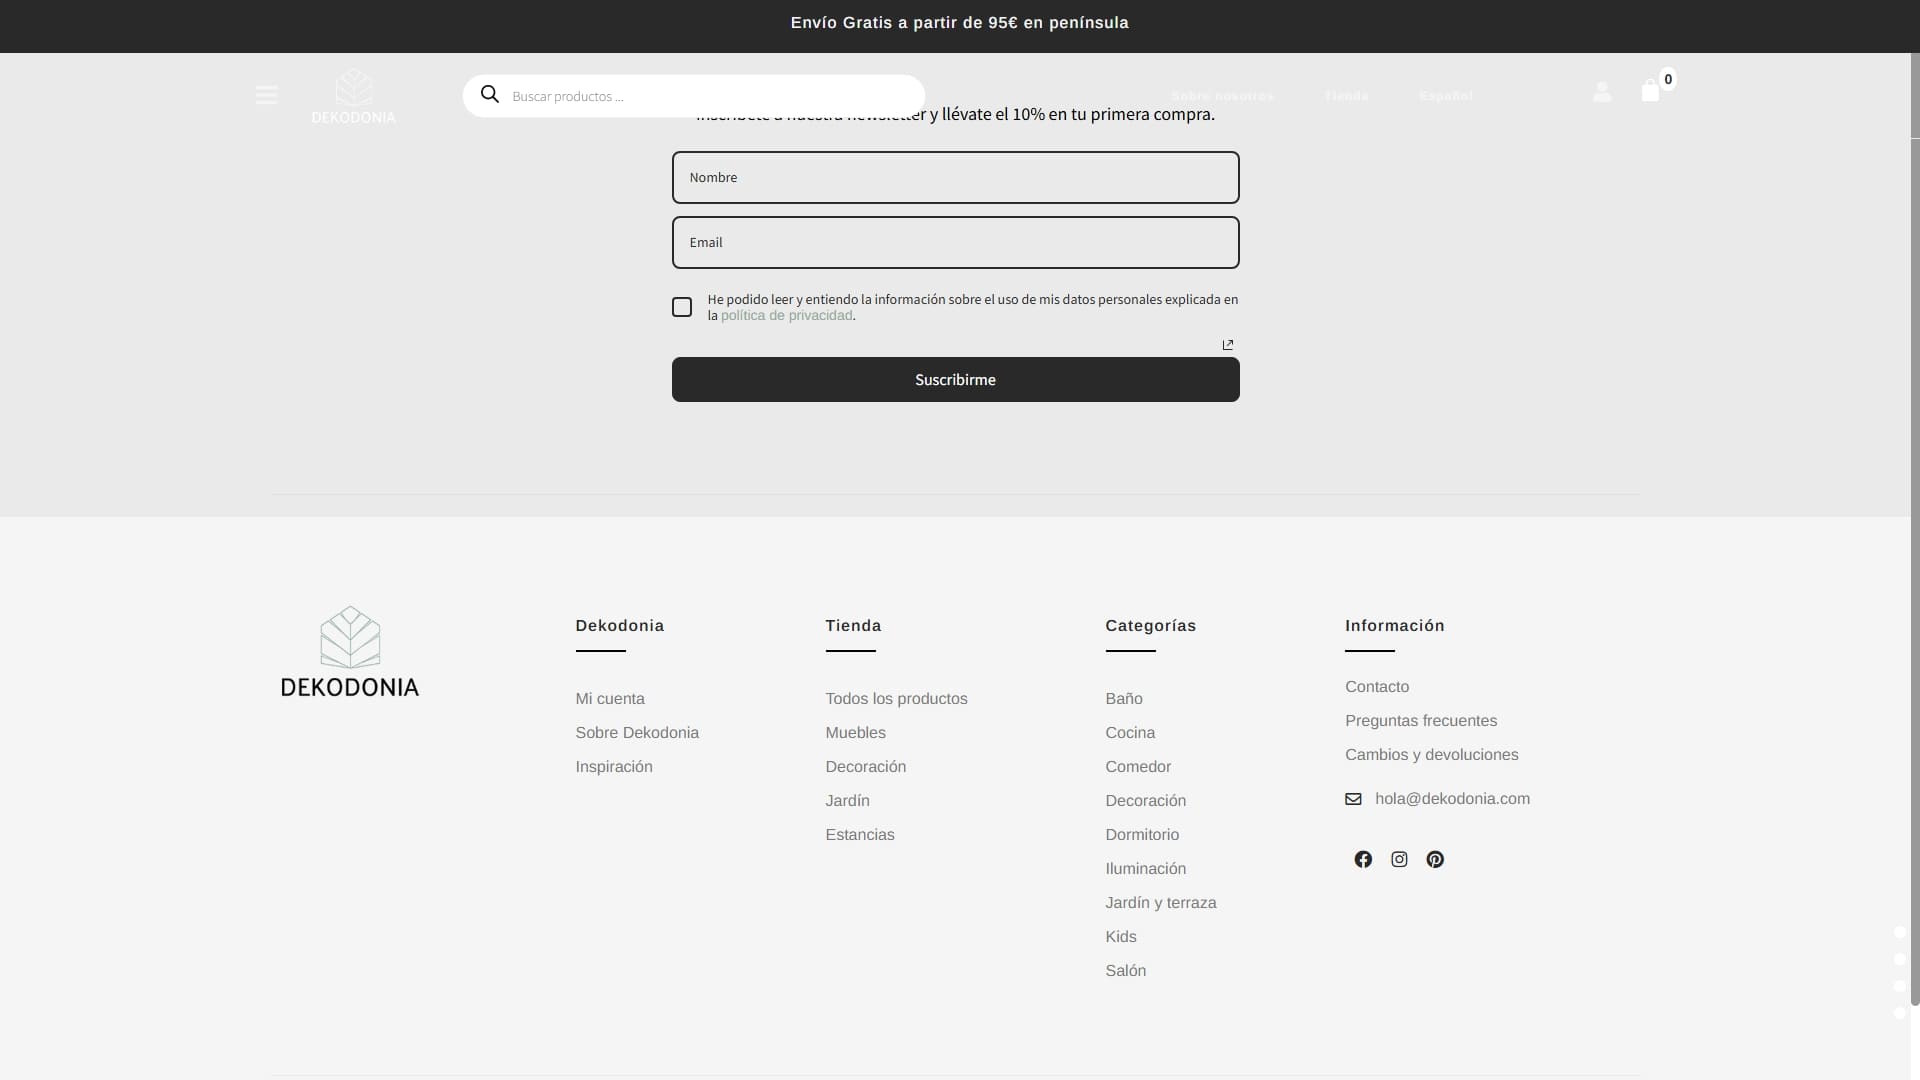 Envío Gratis a partir de 95€ en península
DEKODONIA
Buscar productos ...
Sobre nosotros
Tienda
Español
0
Inscríbete a nuestra newsletter y llévate el 10% en tu primera compra.
Nombre
Email
He podido leer y entiendo la información sobre el uso de mis datos personales explicada en
la política de privacidad.
Suscribirme
DEKODONIA
Dekodonia
Mi cuenta
Sobre Dekodonia
Inspiración
Tienda
Todos los productos
Muebles
Decoración
Jardín
Estancias
Categorías
Baño
Cocina
Comedor
Decoración
Dormitorio
Iluminación
Jardín y terraza
Kids
Salón
Información
Contacto
Preguntas frecuentes
Cambios y devoluciones
hola@dekodonia.com